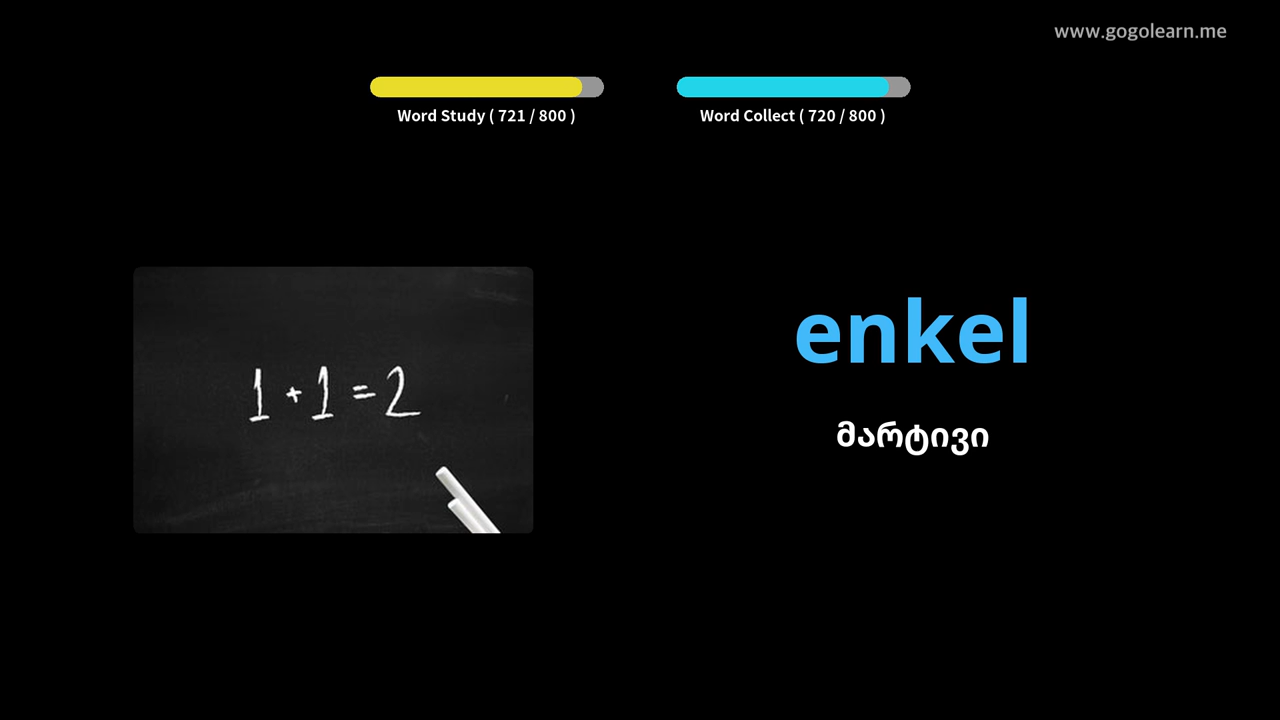 www.gogolearn.me
Word Study ( 721 / 800 )
Word Collect ( 720 / 800 )
1 + 1 = 2
enkel
მარტივი